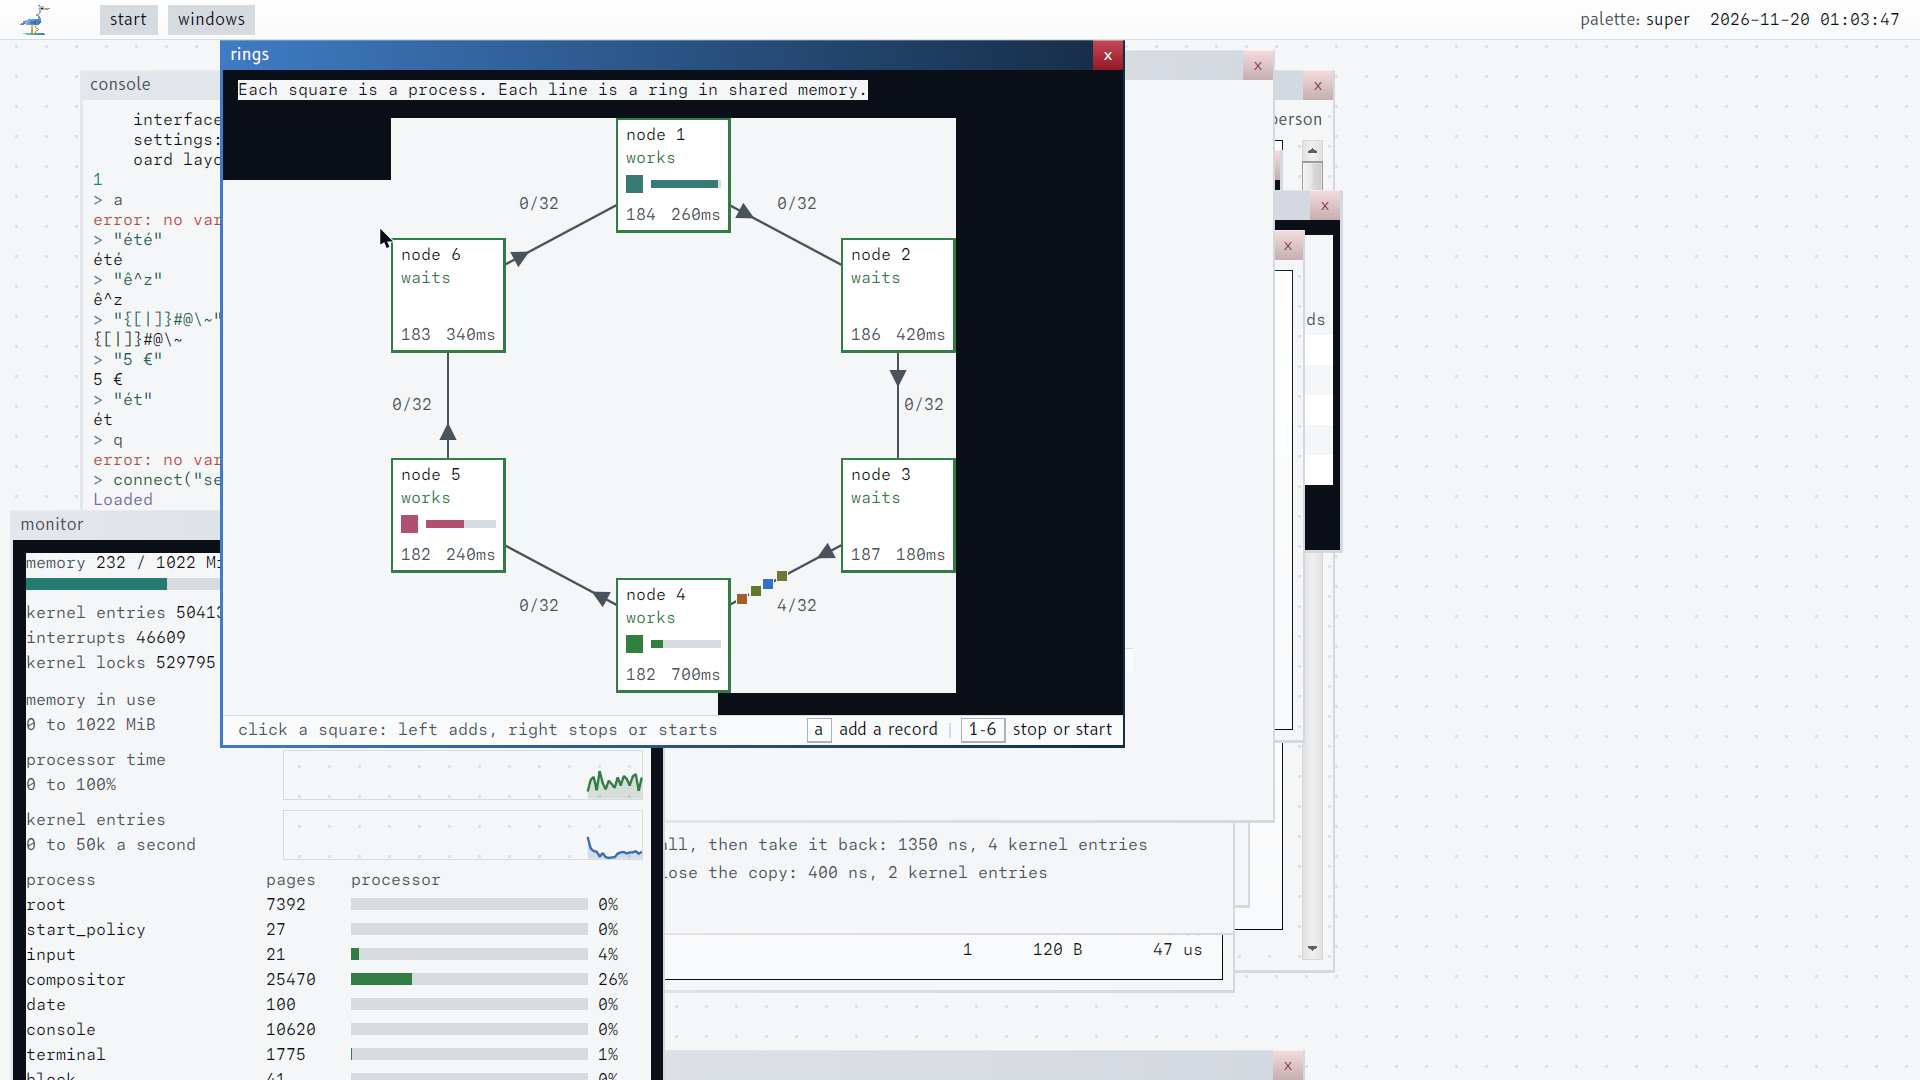 start windows palette: super 2026-11-20 01:03:47
rings x
x
x
console
Each square is a process. Each line is a ring in shared memory.
interface
settings:
oard layo
1
> a
error: no var
> "été"
été
> "ê^z"
ê^z
> "{[|]}#@\~"
{[|]}#@\~
> "5 €"
5 €
> "ét"
ét
> q
error: no var
> connect("se
Loaded
person
x
x
ds
node 1
works
184 260ms
0/32
0/32
node 6
waits
183 340ms
node 2
waits
186 420ms
0/32
0/32
node 5
works
182 240ms
node 3
waits
187 180ms
0/32
node 4
works
182 700ms
4/32
click a square: left adds, right stops or starts a add a record | 1-6 stop or start
monitor
memory 232 / 1022 M
kernel entries 50413
interrupts 46609
kernel locks 529795
memory in use
0 to 1022 MiB
processor time
0 to 100%
kernel entries
0 to 50k a second
process pages processor
root 7392 0%
start_policy 27 0%
input 21 4%
compositor 25470 26%
date 100 0%
console 10620 0%
terminal 1775 1%
all, then take it back: 1350 ns, 4 kernel entries
lose the copy: 400 ns, 2 kernel entries
1 120 B 47 us
x